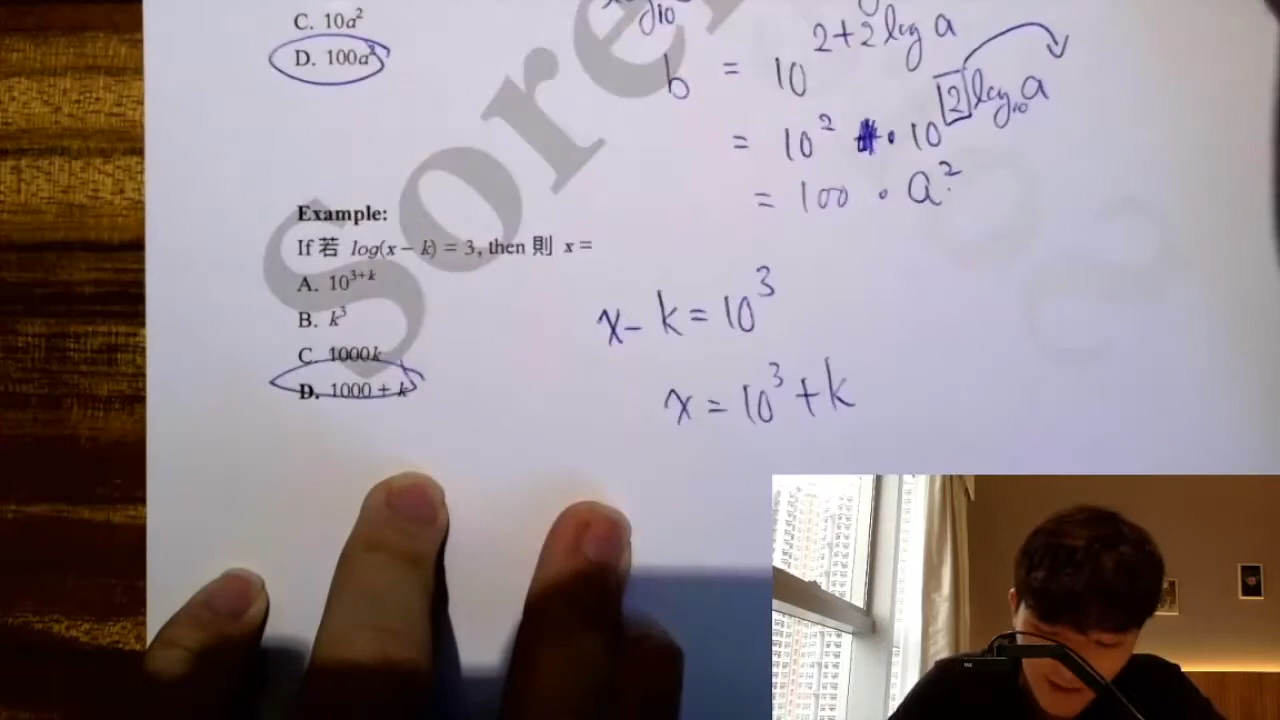 C. 10a²
D. 100a²
b = 10^{2+2 log a}
= 10² · 10^{2 log₁₀ a}
= 100 · a²
Example:
If 若 log(x − k) = 3, then 則 x =
A. 10^{3+k}
B. k³
C. 1000k
D. 1000 + k
x − k = 10³
x = 10³ + k